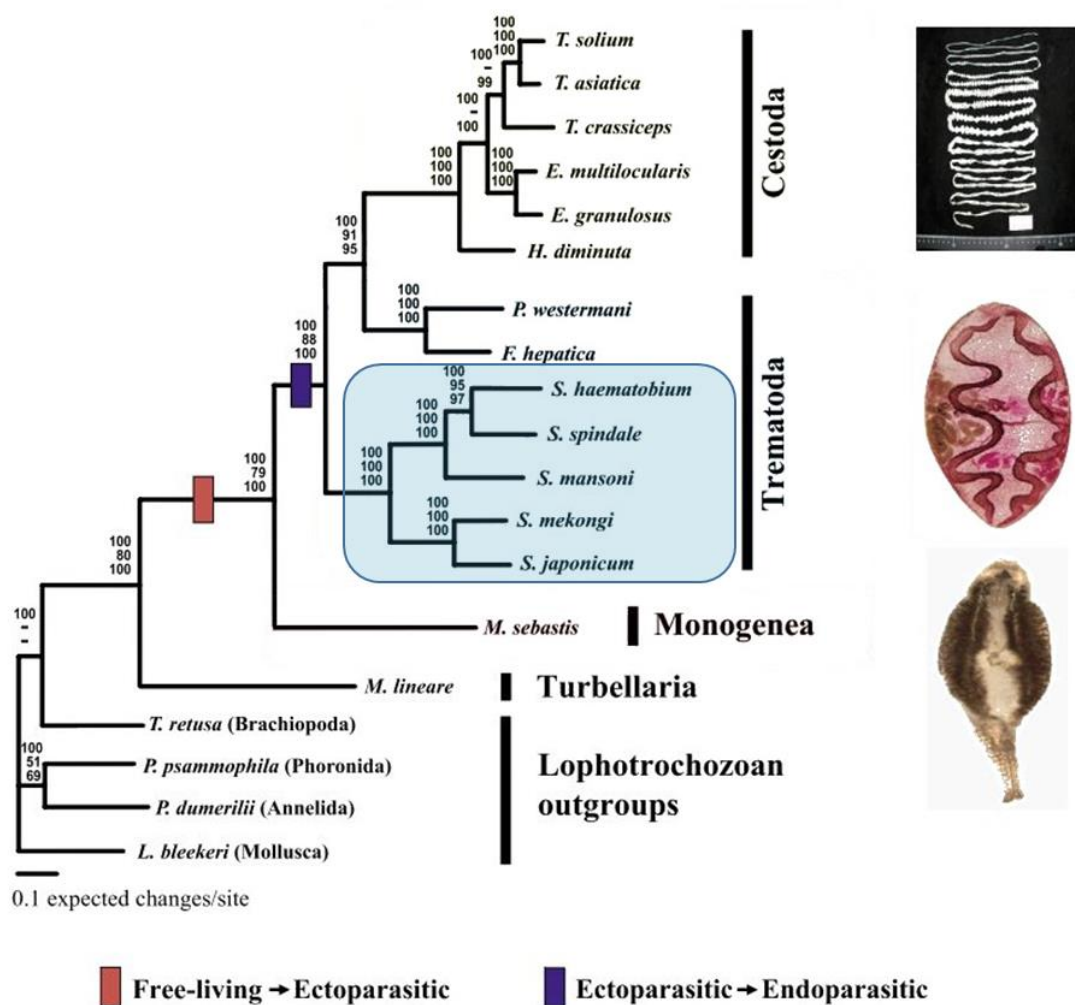 100
100
100
T. solium
100
–
99
T. asiatica
100
–
100
T. crassiceps
100
100
100
E. multilocularis
100
100
100
E. granulosus
H. diminuta
Cestoda
100
91
95
100
100
100
P. westermani
F. hepatica
100
88
100
100
95
97
S. haematobium
100
100
100
S. spindale
S. mansoni
100
100
100
100
100
100
S. mekongi
S. japonicum
Trematoda
100
79
100
M. sebastis
Monogenea
100
80
100
M. lineare
Turbellaria
100
–
–
T. retusa (Brachiopoda)
100
51
69
P. psammophila (Phoronida)
P. dumerilii (Annelida)
L. bleekeri (Mollusca)
Lophotrochozoan
outgroups
0.1 expected changes/site
Free-living → Ectoparasitic
Ectoparasitic → Endoparasitic